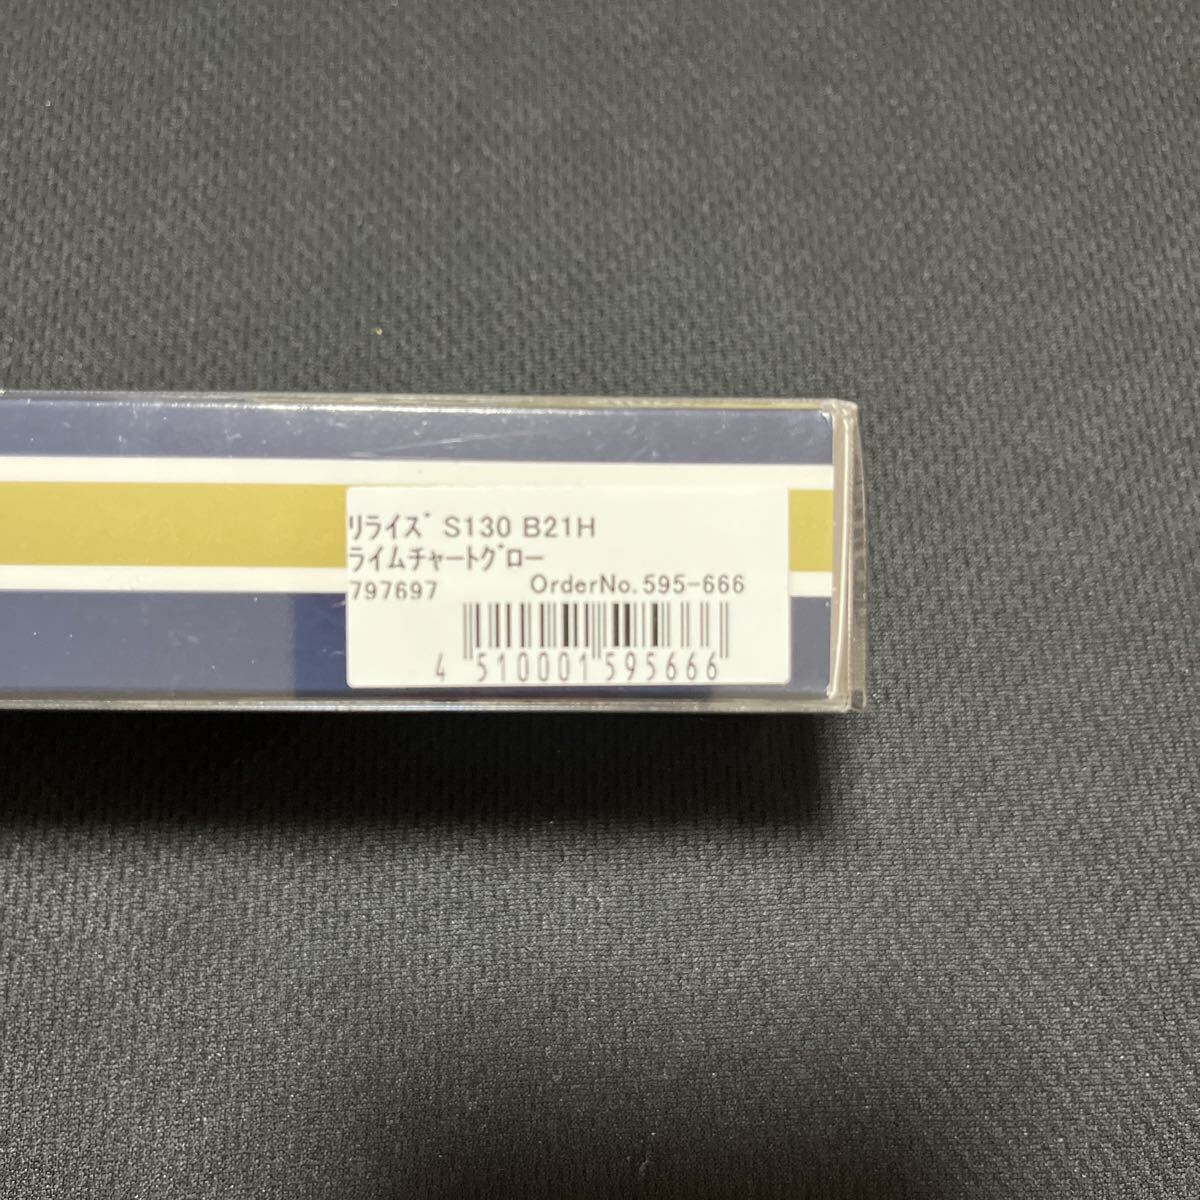 ﾘﾗｲｽﾞ S130 B21H
ﾗｲﾑﾁｬｰﾄｸﾞﾛｰ
797697 OrderNo.595-666
4 510001 595666